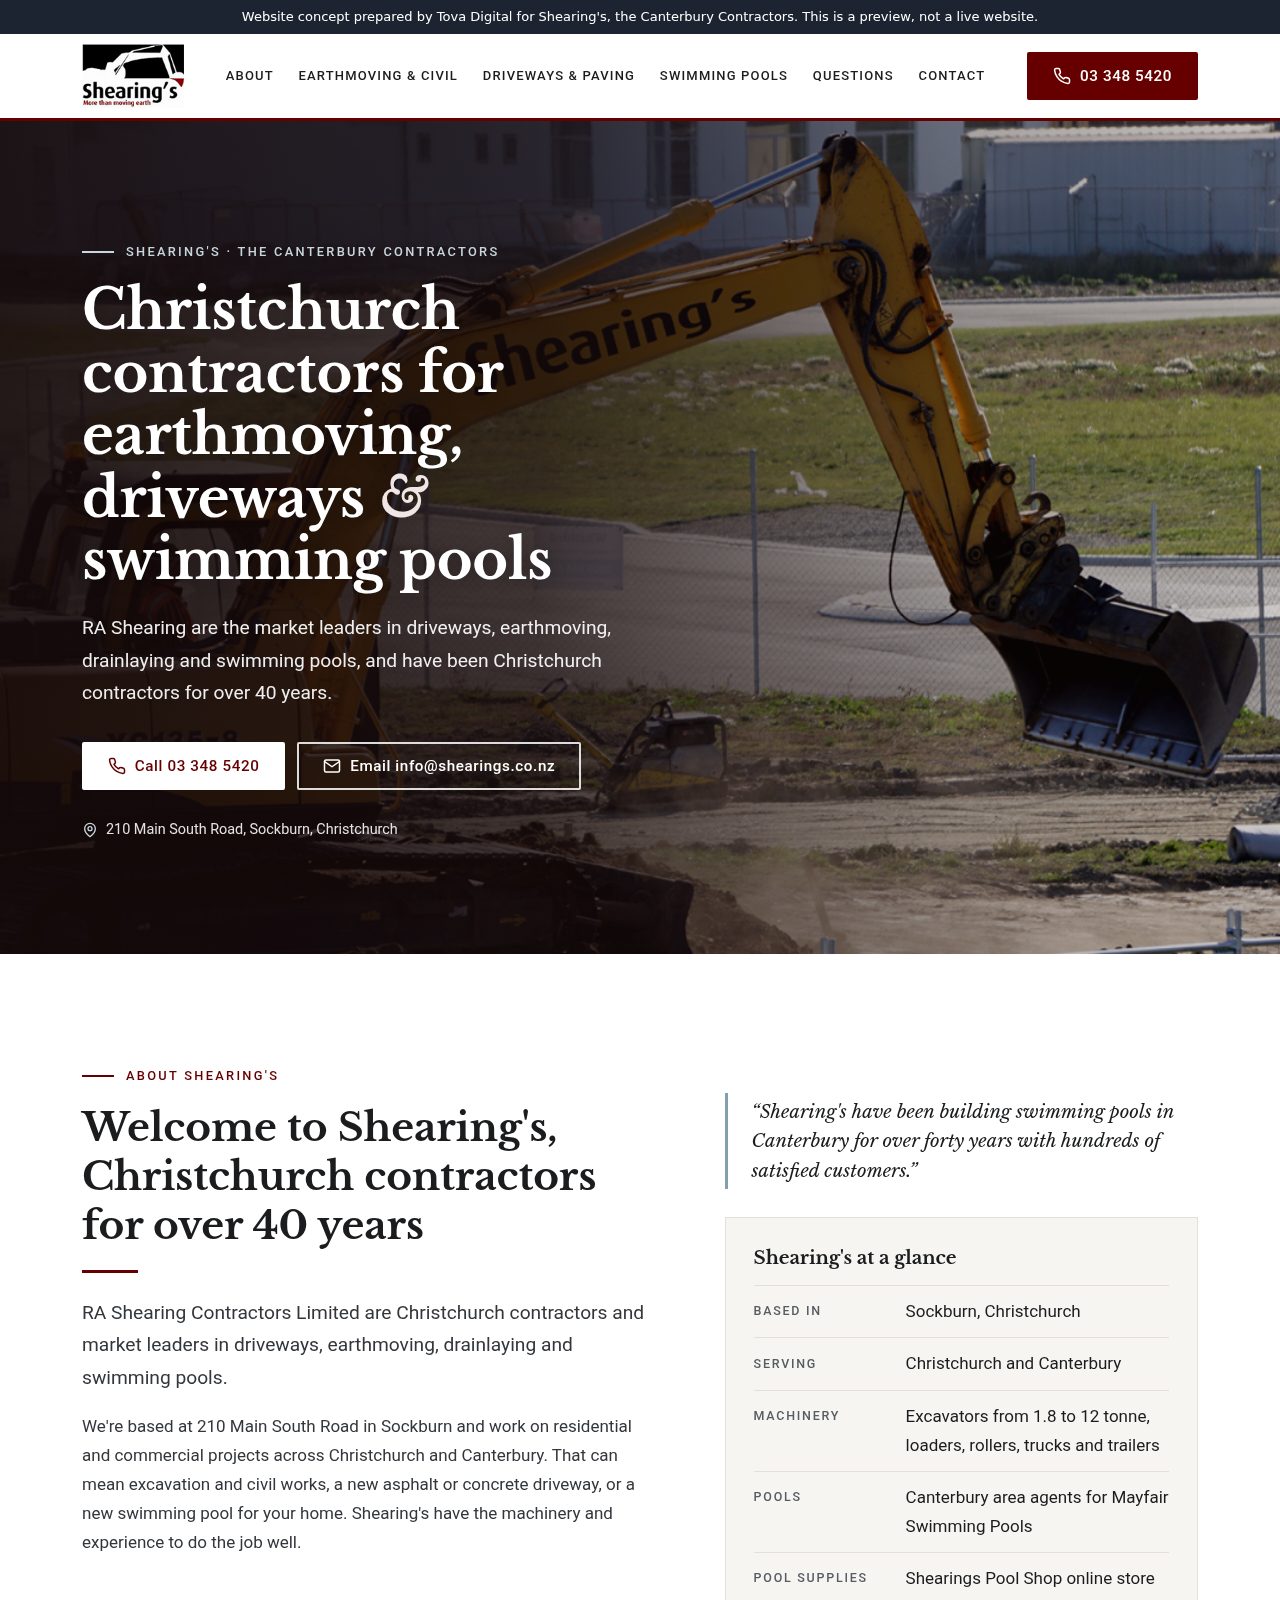 Website concept prepared by Tova Digital for Shearing's, the Canterbury Contractors. This is a preview, not a live website.
Shearing's
More than moving earth
ABOUT
EARTHMOVING & CIVIL
DRIVEWAYS & PAVING
SWIMMING POOLS
QUESTIONS
CONTACT
03 348 5420
SHEARING'S · THE CANTERBURY CONTRACTORS
Shearing's
Christchurch
contractors for
earthmoving,
driveways &
swimming pools
RA Shearing are the market leaders in driveways, earthmoving,
drainlaying and swimming pools, and have been Christchurch
contractors for over 40 years.
Call 03 348 5420
Email info@shearings.co.nz
210 Main South Road, Sockburn, Christchurch
ABOUT SHEARING'S
Welcome to Shearing's,
Christchurch contractors
for over 40 years
RA Shearing Contractors Limited are Christchurch contractors and
market leaders in driveways, earthmoving, drainlaying and
swimming pools.
We're based at 210 Main South Road in Sockburn and work on residential
and commercial projects across Christchurch and Canterbury. That can
mean excavation and civil works, a new asphalt or concrete driveway, or a
new swimming pool for your home. Shearing's have the machinery and
experience to do the job well.
“Shearing's have been building swimming pools in
Canterbury for over forty years with hundreds of
satisfied customers.”
Shearing's at a glance
BASED IN Sockburn, Christchurch
SERVING Christchurch and Canterbury
MACHINERY Excavators from 1.8 to 12 tonne,
loaders, rollers, trucks and trailers
POOLS Canterbury area agents for Mayfair
Swimming Pools
POOL SUPPLIES Shearings Pool Shop online store